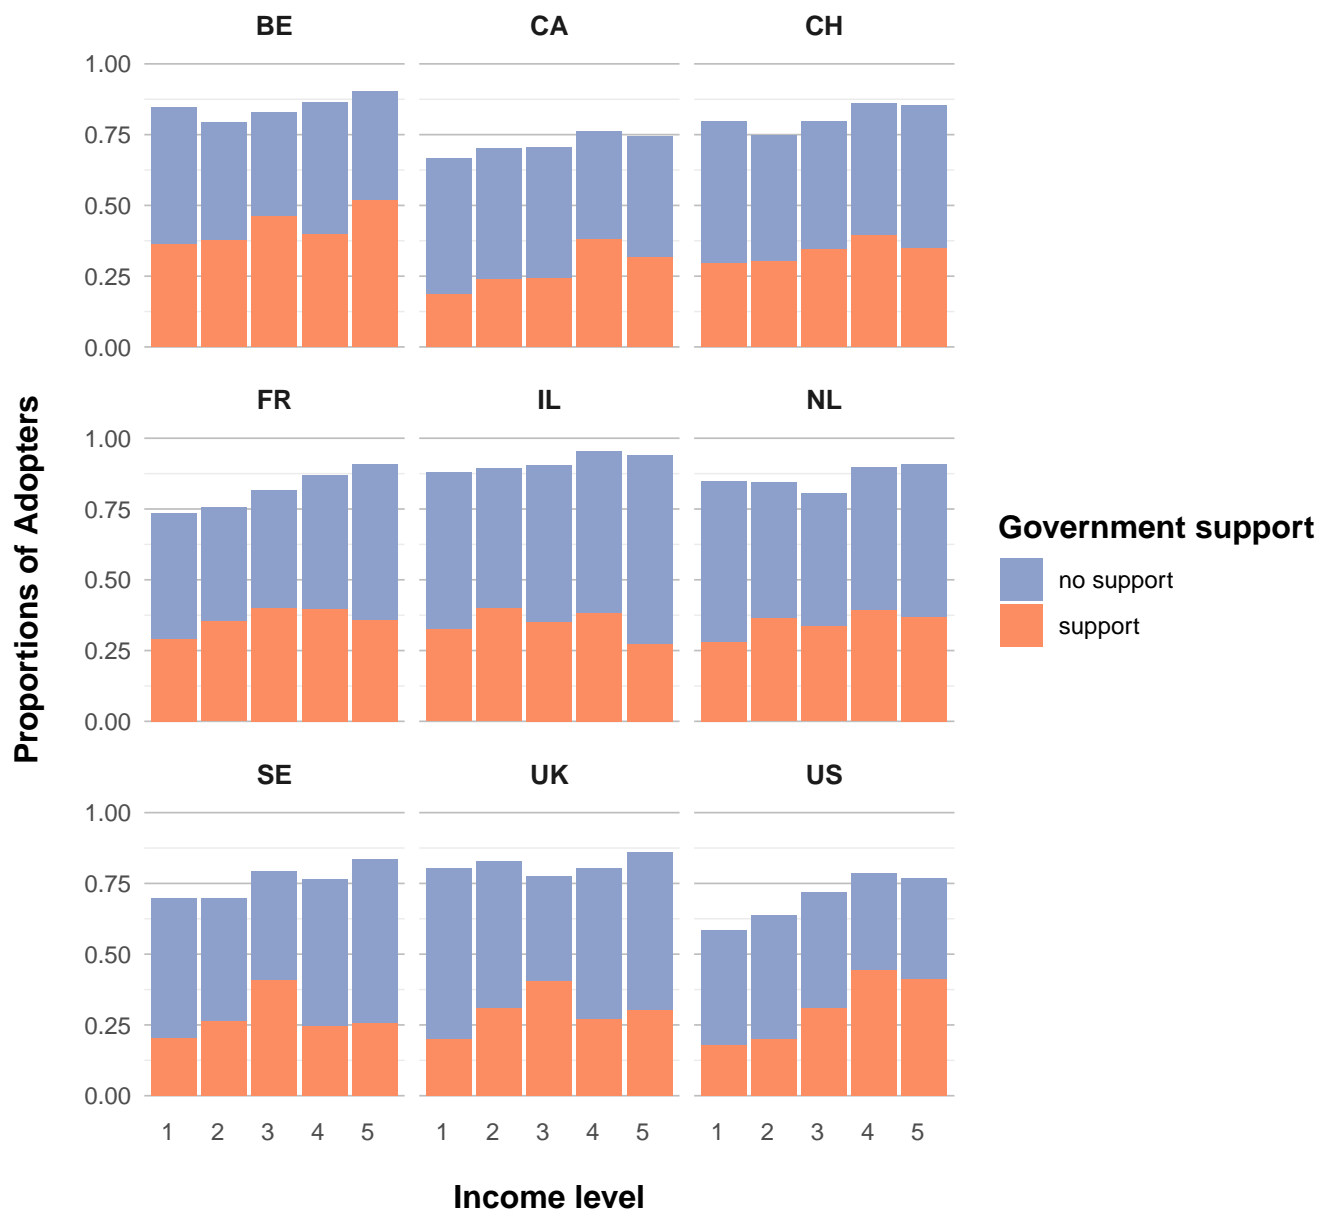 BE CA CH
1.00
0.75
0.50
0.25
0.00
FR IL NL
1.00
0.75
0.50
0.25
0.00
SE UK US
1.00
0.75
0.50
0.25
0.00
1 2 3 4 5 1 2 3 4 5 1 2 3 4 5
Income level
Proportions of Adopters
Government support
no support
support